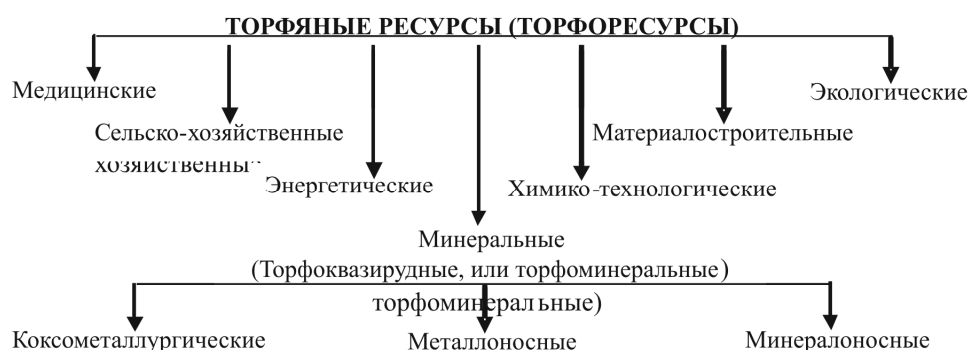 ТОРФЯНЫЕ РЕСУРСЫ (ТОРФОРЕСУРСЫ)
Медицинские
Экологические
Сельско-хозяйственные
Материалостроительные
хозяйственны
Энергетические
Химико-технологические
Минеральные
(Торфоквазирудные, или торфоминеральные)
торфоминеральные)
Коксометаллургические
Металлоносные
Минералоносные